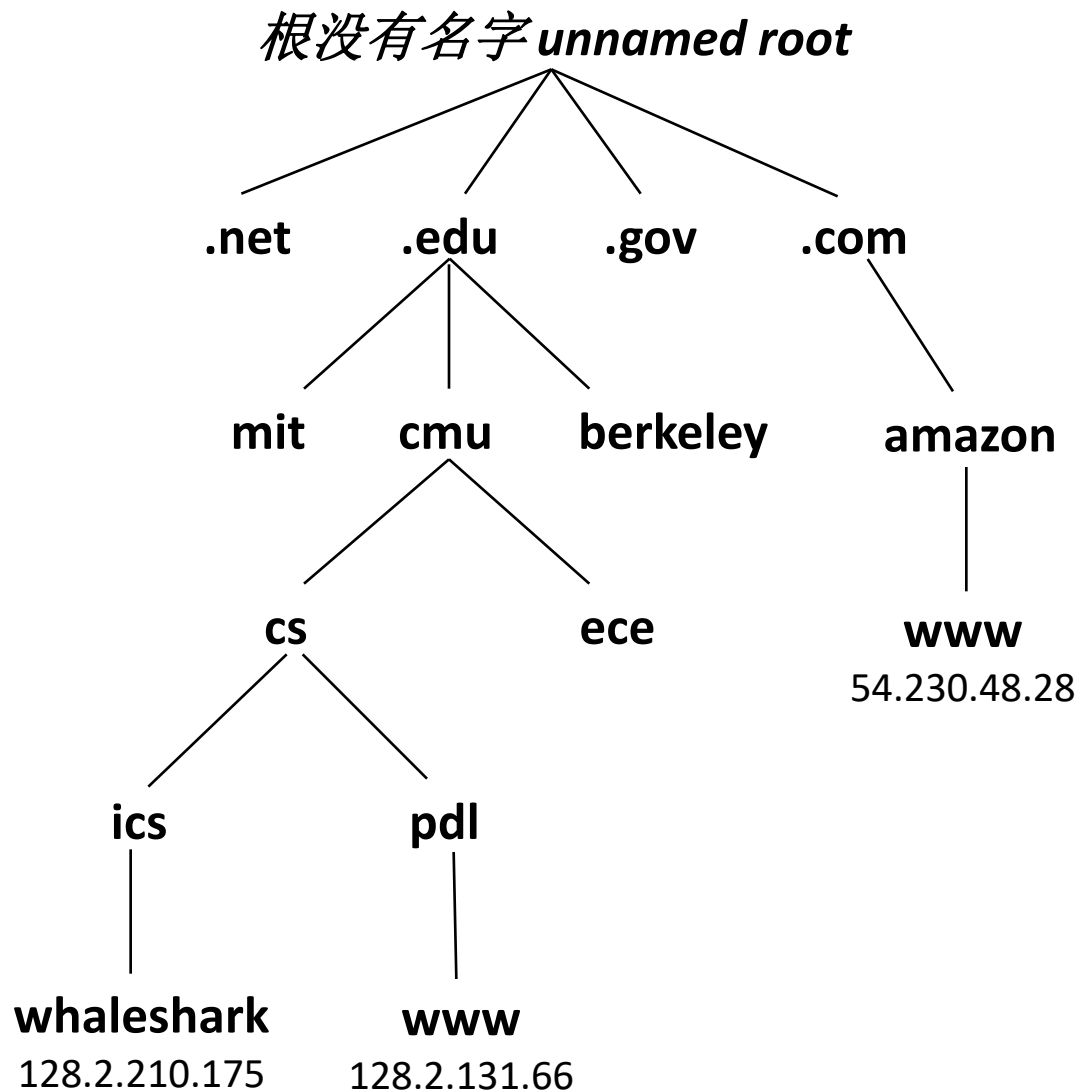 根没有名字 unnamed root
.net .edu .gov .com
mit cmu berkeley amazon
cs ece www
54.230.48.28
ics pdl
whaleshark www
128.2.210.175 128.2.131.66